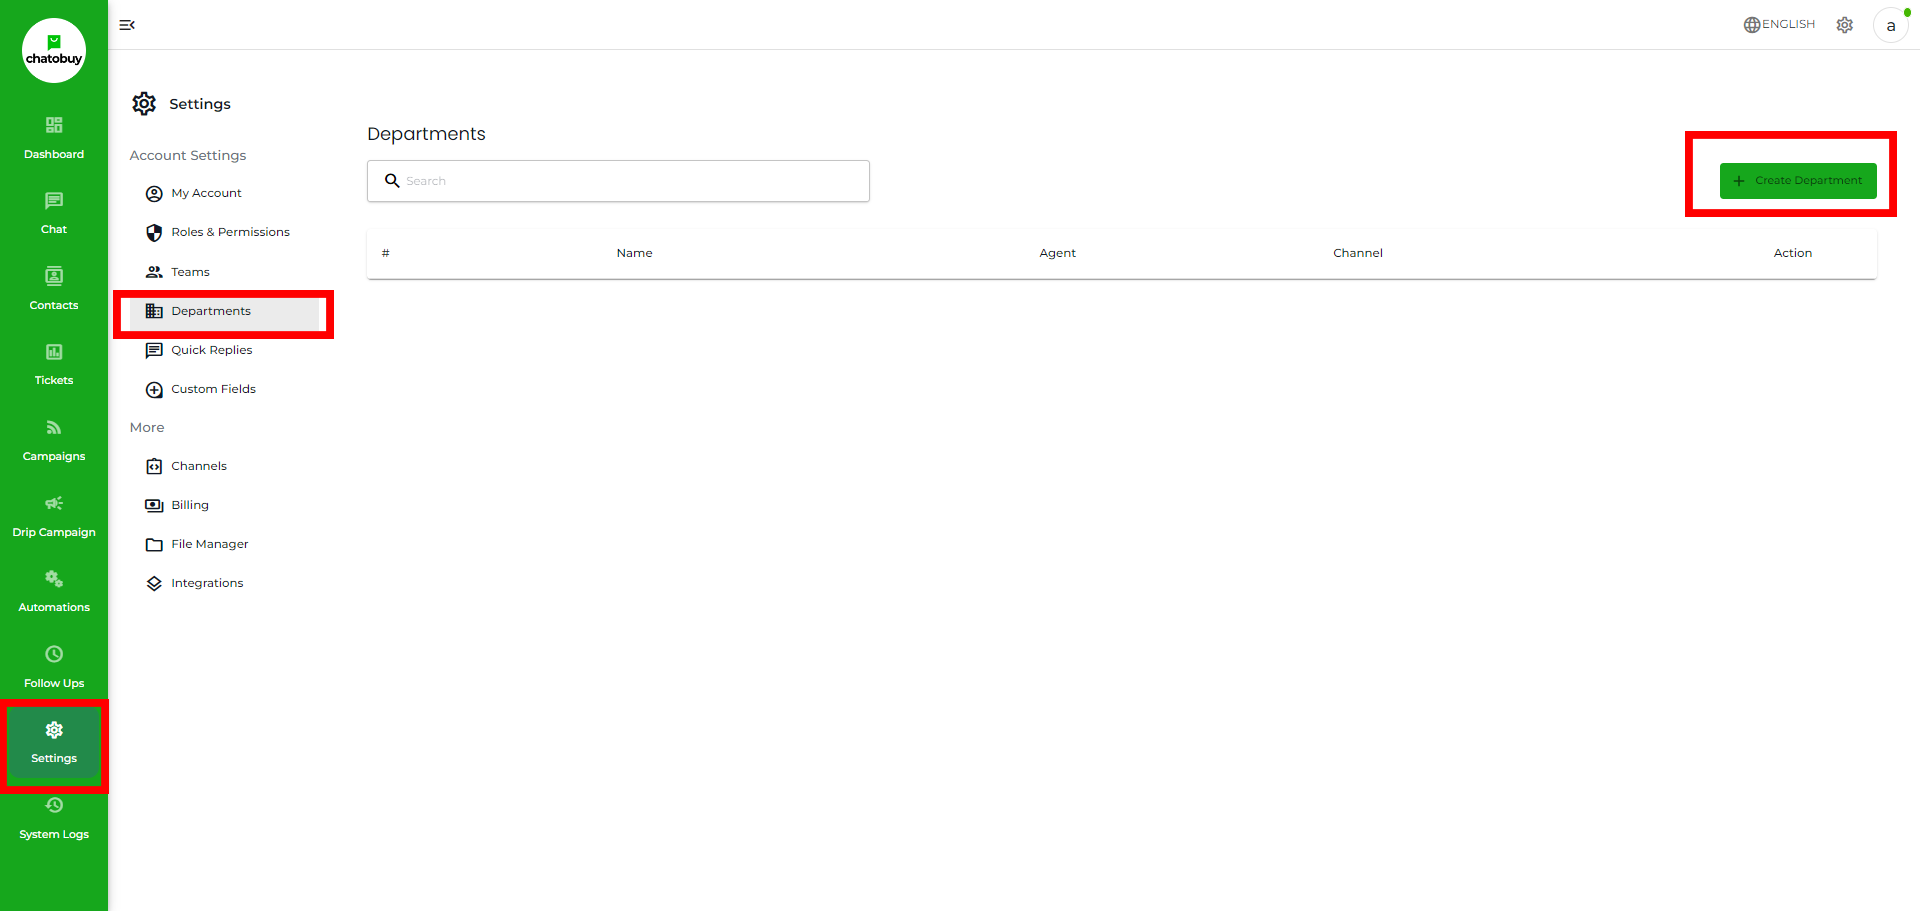 chatobuy
ENGLISH
a
Dashboard
Chat
Contacts
Tickets
Campaigns
Drip Campaign
Automations
Follow Ups
Settings
System Logs
Settings
Account Settings
My Account
Roles & Permissions
Teams
Departments
Quick Replies
Custom Fields
More
Channels
Billing
File Manager
Integrations
Departments
Search
+ Create Department
# Name Agent Channel Action